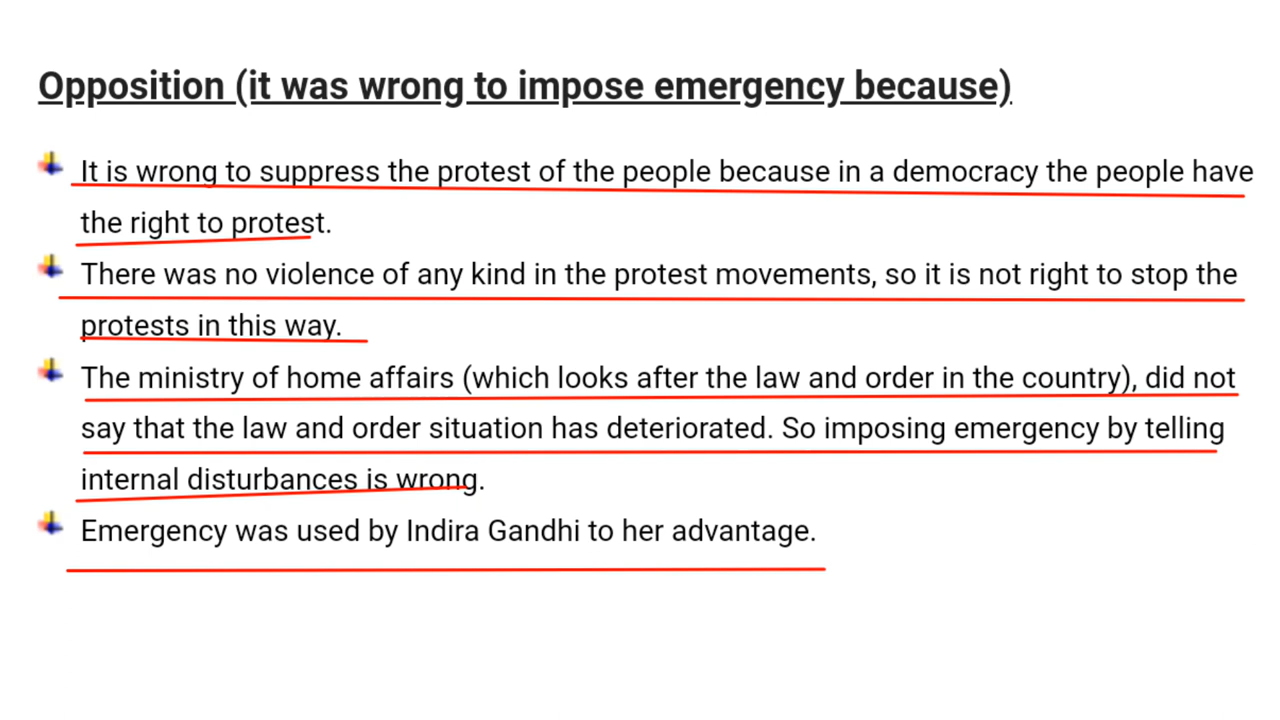 Opposition (it was wrong to impose emergency because)
It is wrong to suppress the protest of the people because in a democracy the people have
the right to protest.
There was no violence of any kind in the protest movements, so it is not right to stop the
protests in this way.
The ministry of home affairs (which looks after the law and order in the country), did not
say that the law and order situation has deteriorated. So imposing emergency by telling
internal disturbances is wrong.
Emergency was used by Indira Gandhi to her advantage.